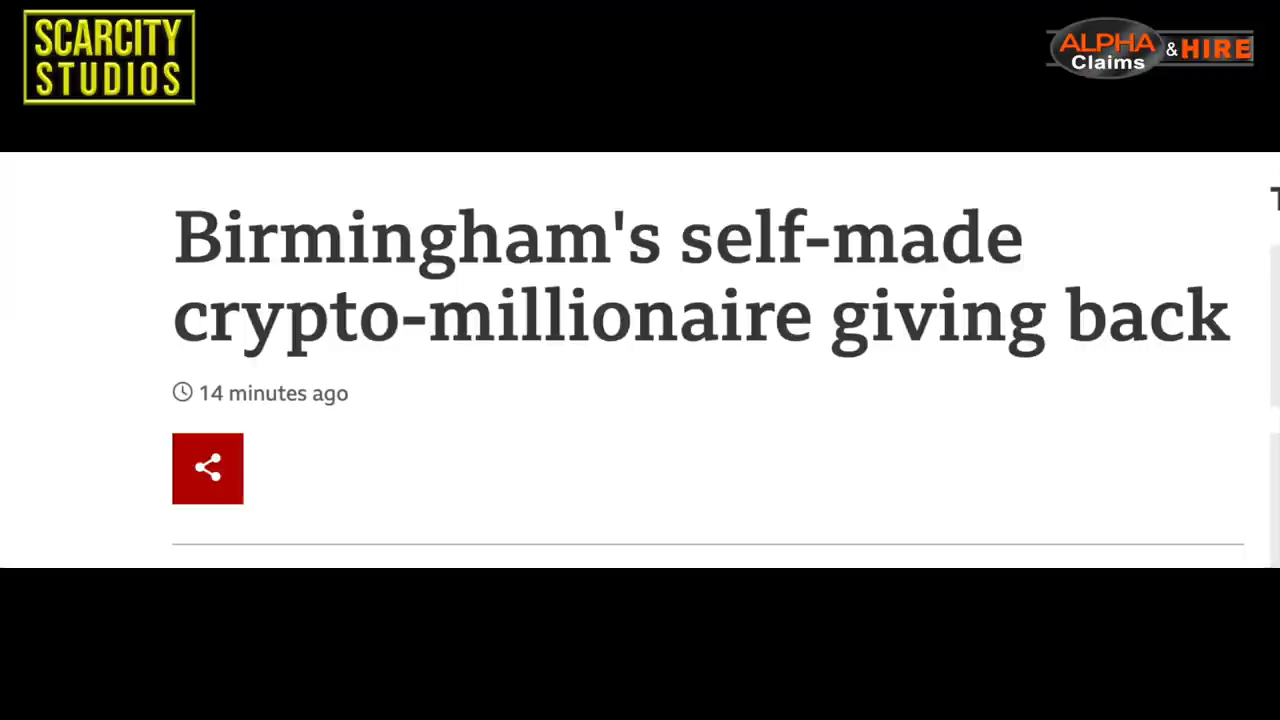 SCARCITY
STUDIOS
ALPHA
Claims
& HIRE
Birmingham's self-made
crypto-millionaire giving back
14 minutes ago